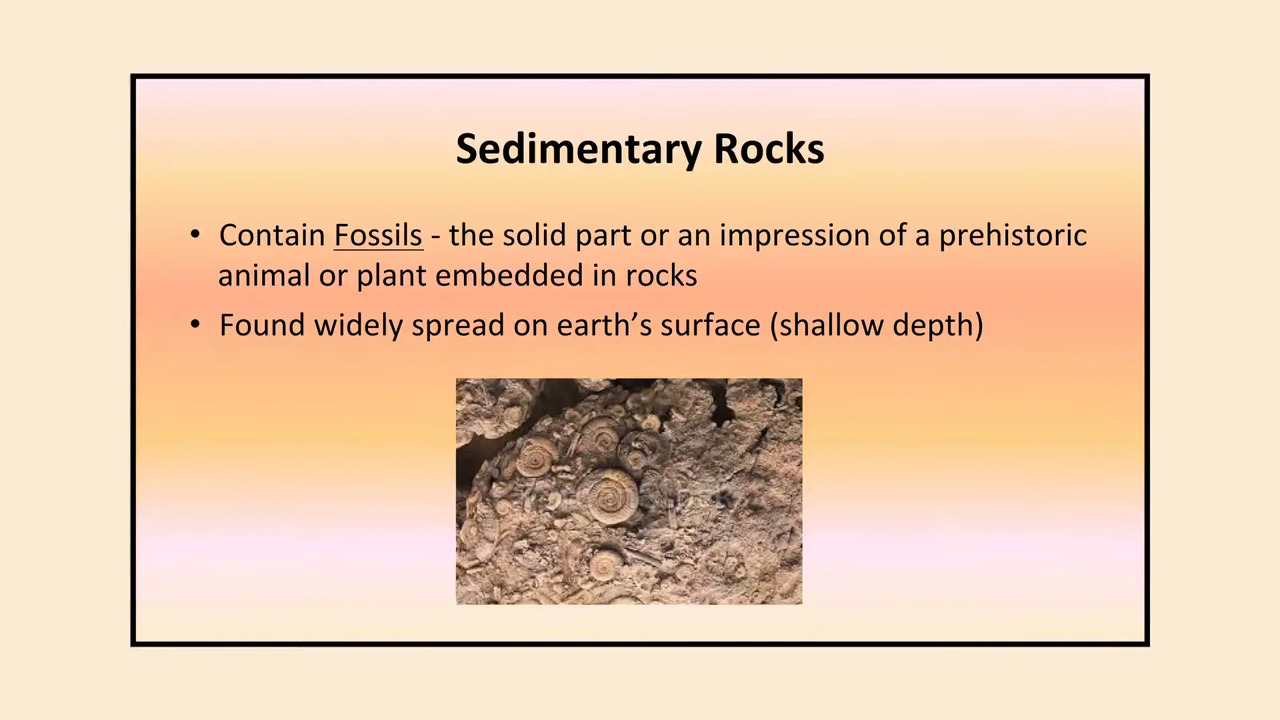 Sedimentary Rocks
• Contain Fossils - the solid part or an impression of a prehistoric
animal or plant embedded in rocks
• Found widely spread on earth’s surface (shallow depth)